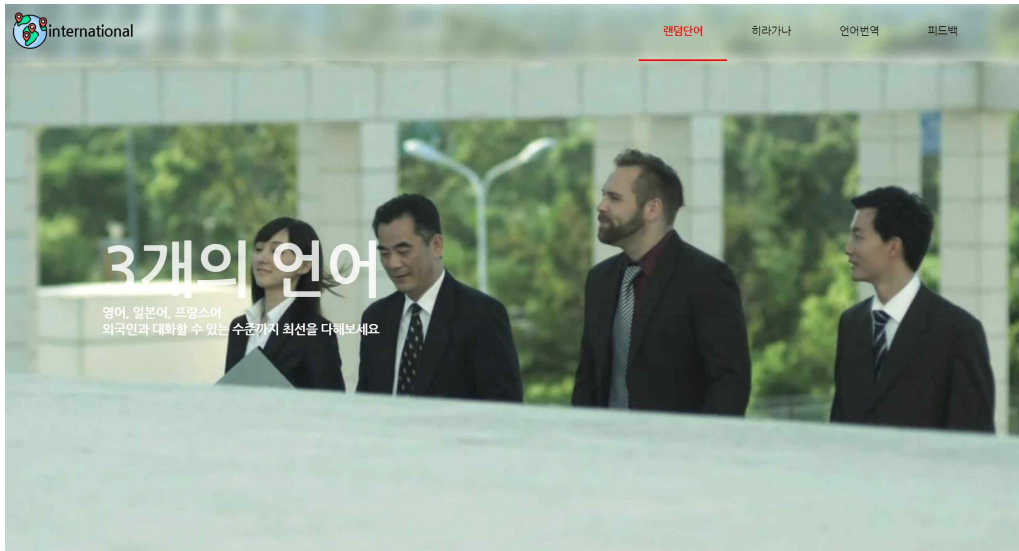 international
랜덤단어
히라가나
언어번역
피드백
3개의 언어
영어, 일본어, 프랑스어
외국인과 대화할 수 있는 수준까지 최선을 다해보세요